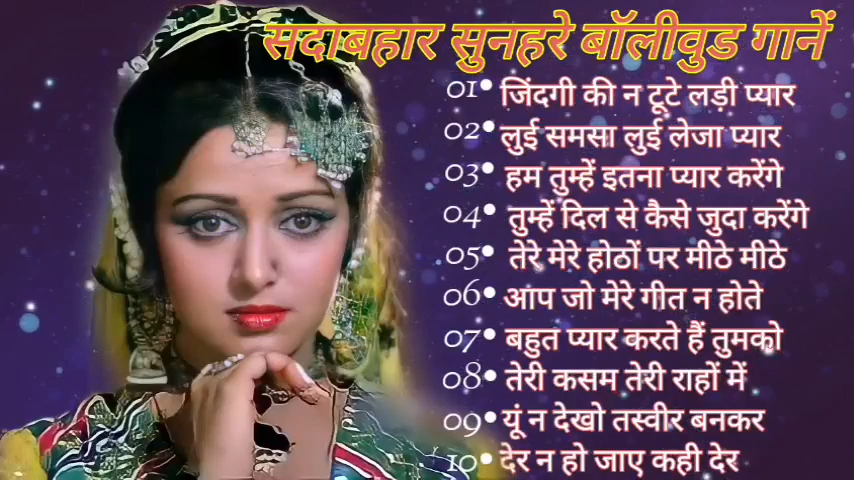 सदाबहार सुनहरे बॉलीवुड गानें
01• जिंदगी की न टूटे लड़ी प्यार
02• लुई समसा लुई लेजा प्यार
03• हम तुम्हें इतना प्यार करेंगे
04• तुम्हें दिल से कैसे जुदा करेंगे
05• तेरे मेरे होठों पर मीठे मीठे
06• आप जो मेरे गीत न होते
07• बहुत प्यार करते हैं तुमको
08• तेरी कसम तेरी राहों में
09• यूं न देखो तस्वीर बनकर
10• देर न हो जाए कही देर